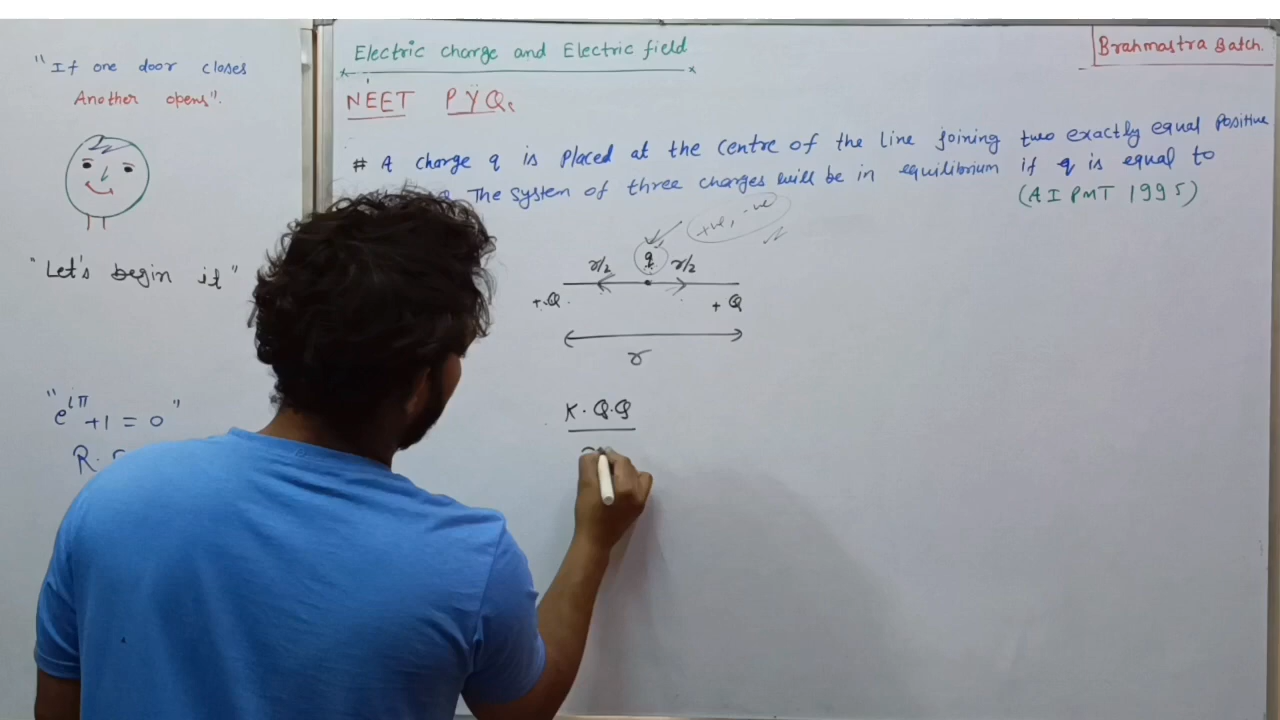 "If one door closes
Another opens".
"Let's begin it"
"e^{iπ} + 1 = 0"
R.
Electric charge and Electric field
Brahmastra Batch.
NEET PYQs
# A charge q is placed at the centre of the line joining two exactly equal positive
The system of three charges will be in equilibrium if q is equal to
(AIPMT 1995)
+ve, -ve
q
r/2 r/2
+Q +Q
r
K.Q.Q